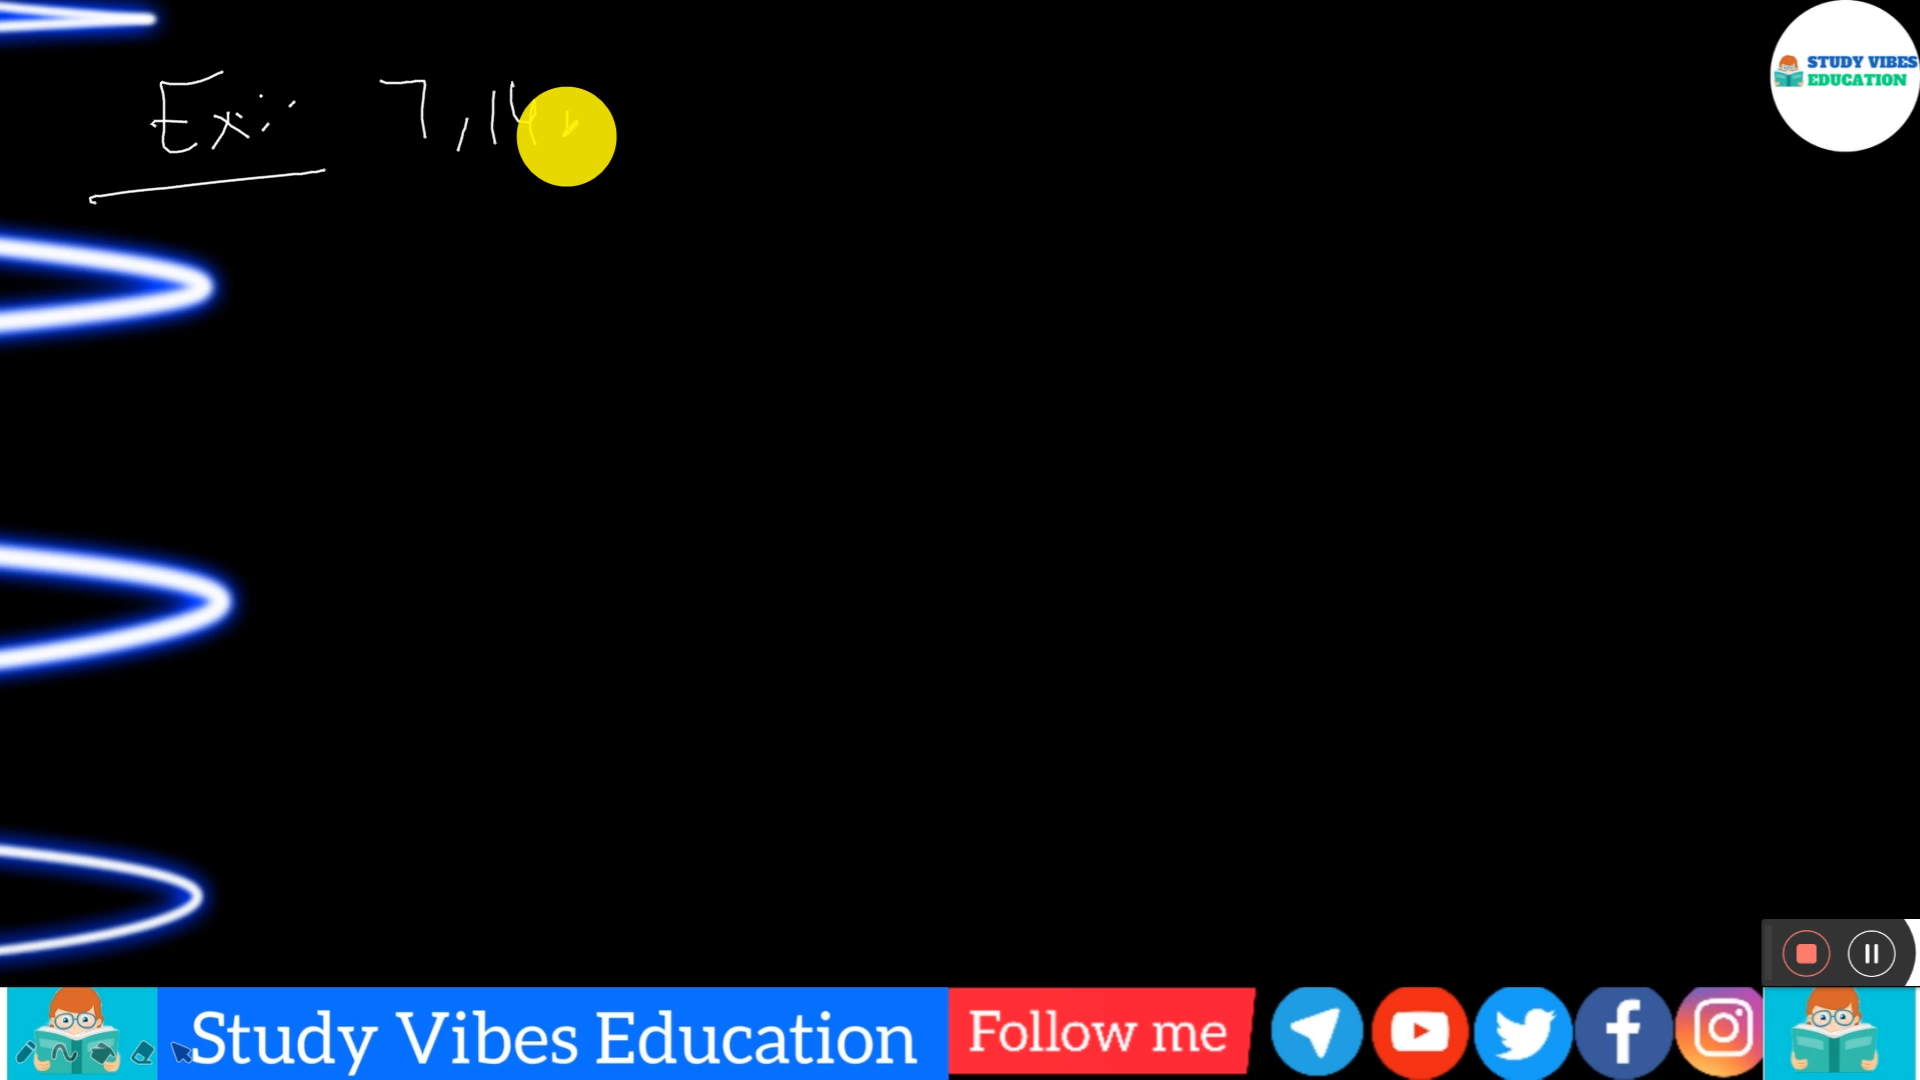 STUDY VIBES
EDUCATION
Ex:- 7,14,
Study Vibes Education
Follow me